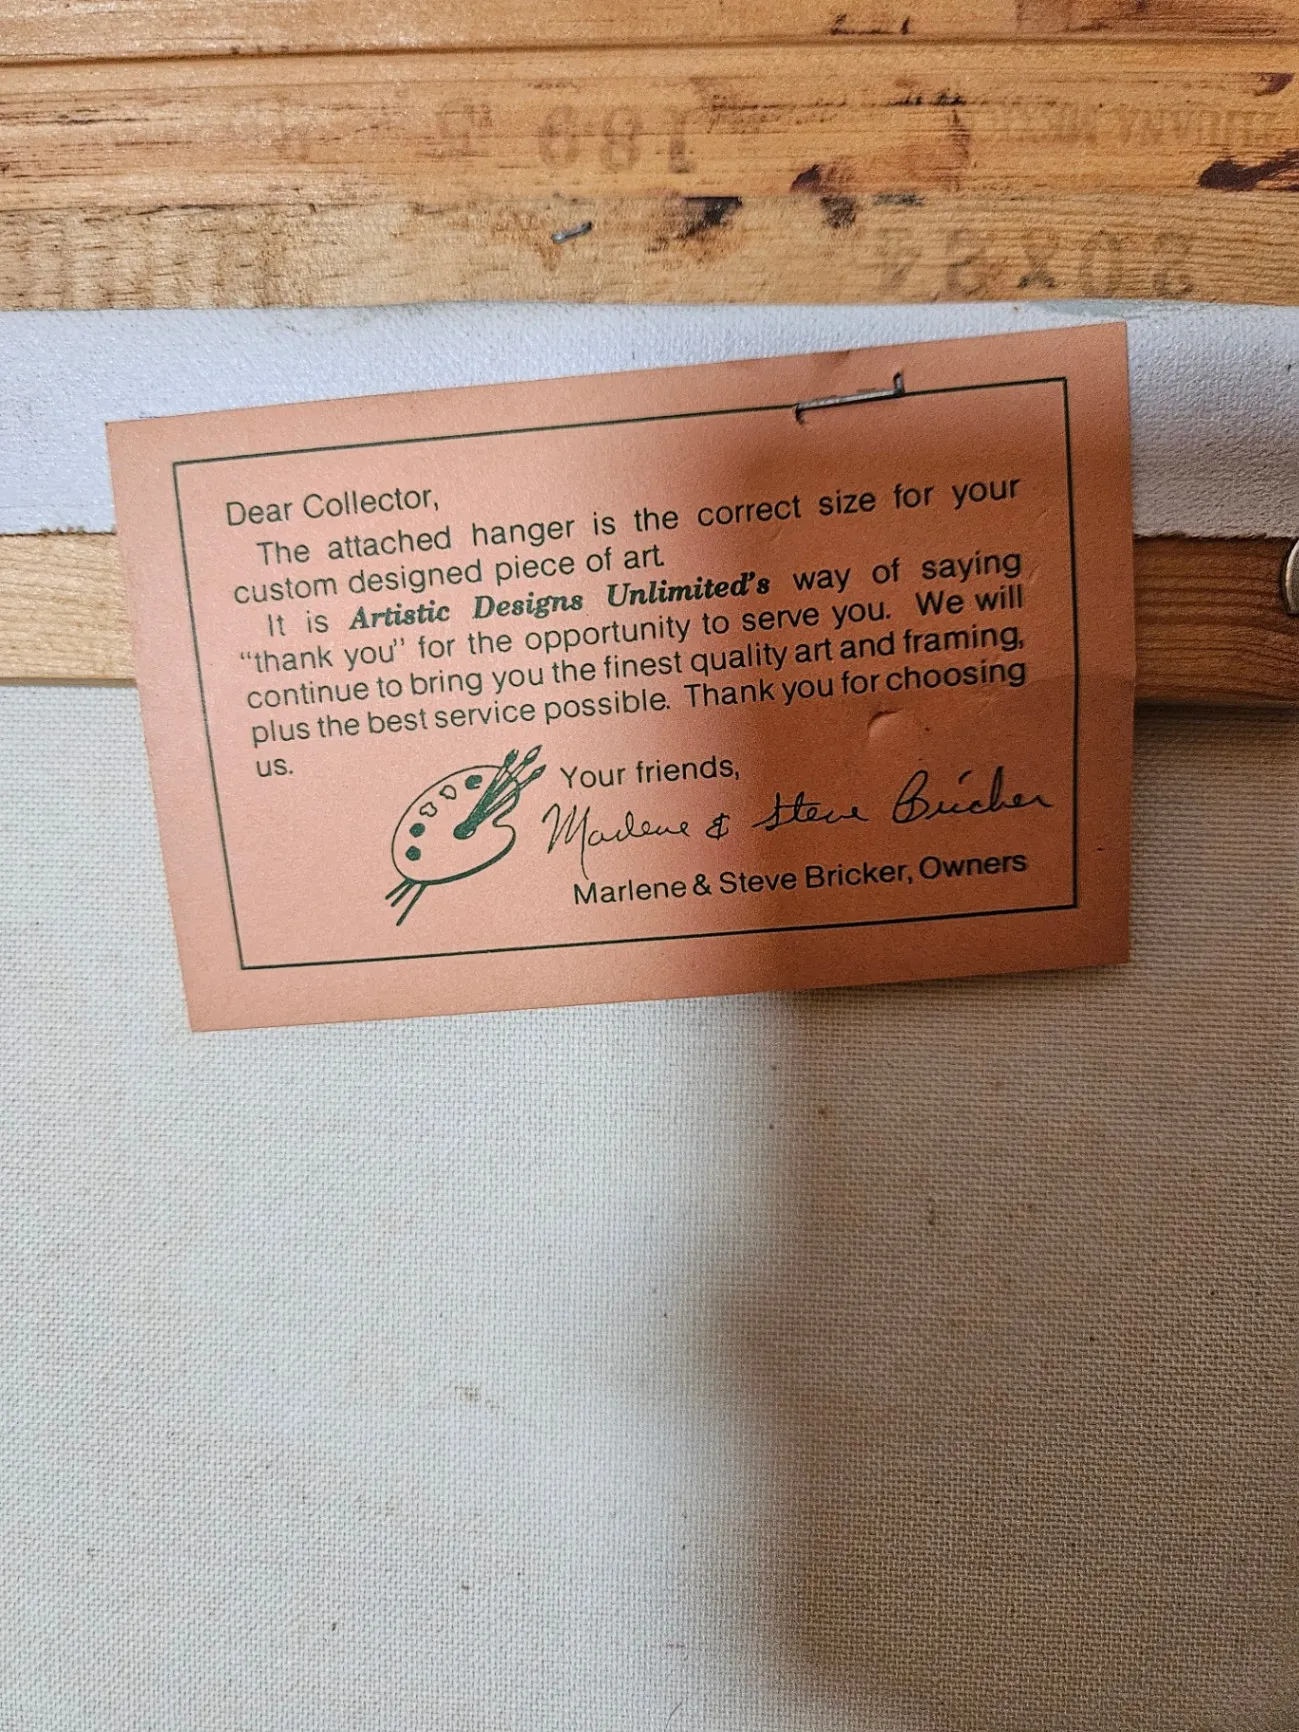 189 5
20X24
Dear Collector,
The attached hanger is the correct size for your
custom designed piece of art.
It is Artistic Designs Unlimited's way of saying
"thank you" for the opportunity to serve you. We will
continue to bring you the finest quality art and framing,
plus the best service possible. Thank you for choosing
us.
Your friends,
Marlene & Steve Bricker
Marlene & Steve Bricker, Owners